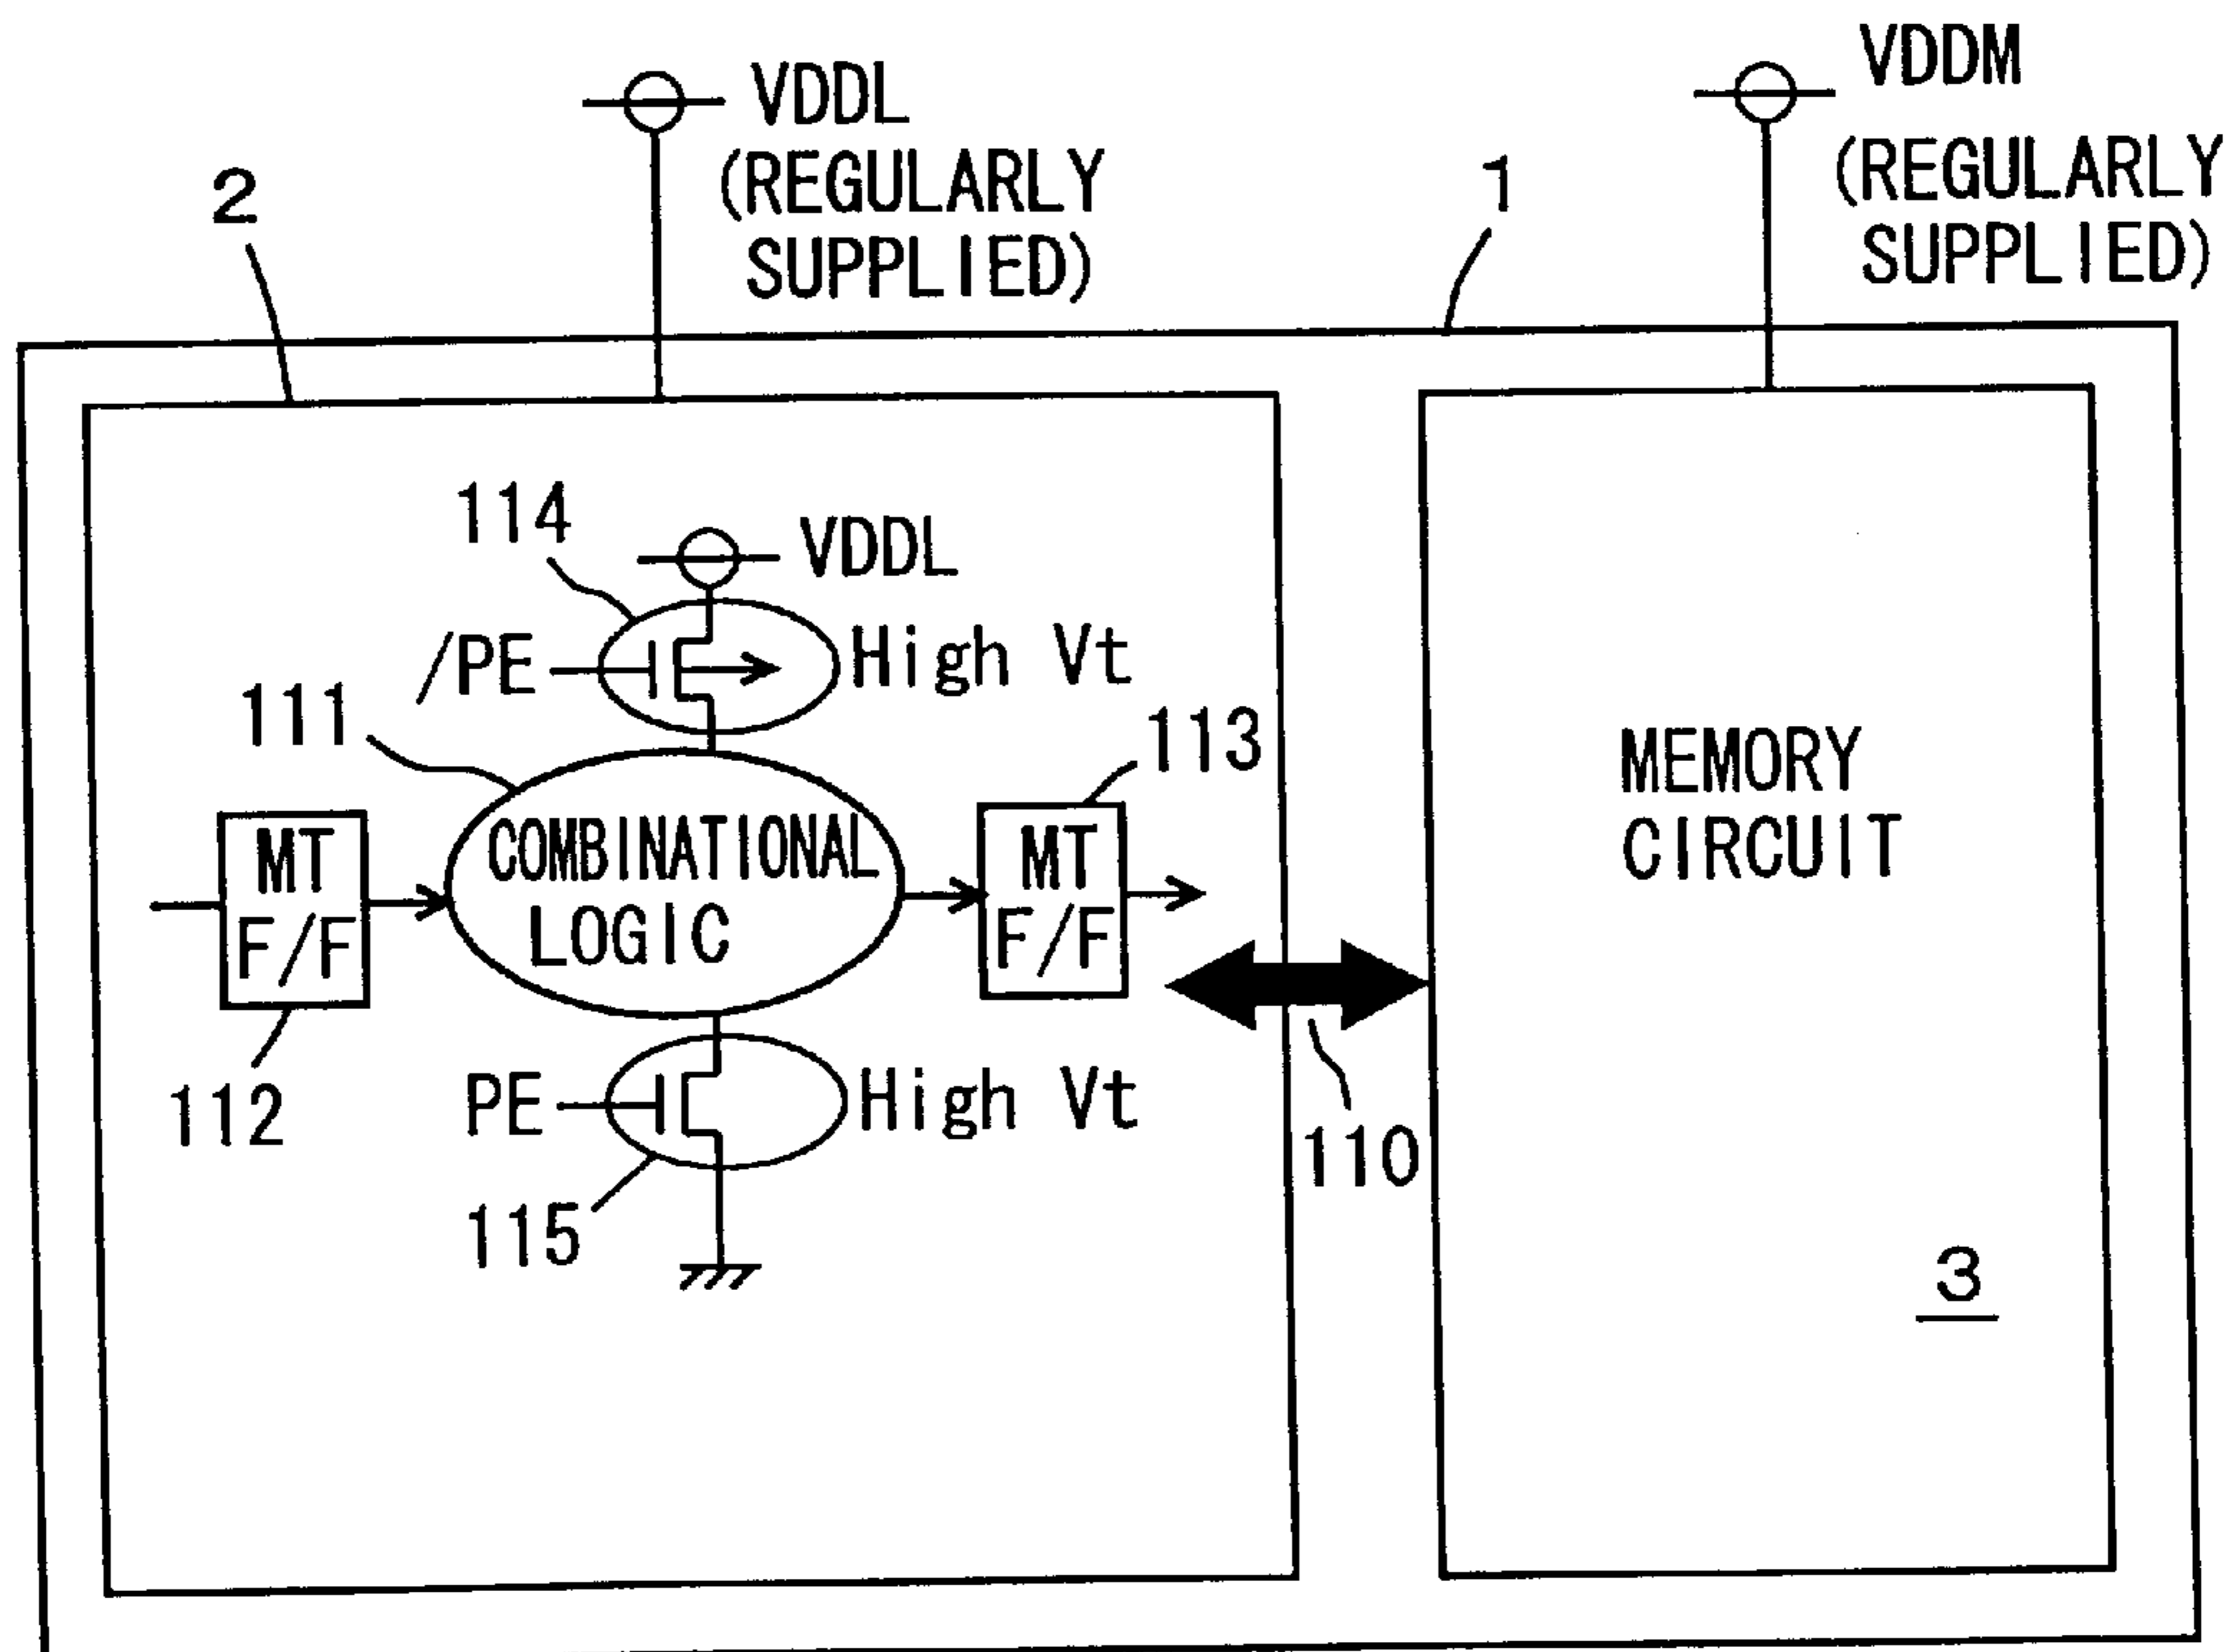 VDDL
(REGULARLY
SUPPLIED)
VDDM
(REGULARLY
SUPPLIED)
2
1
114
VDDL
/PE
High Vt
111
113
MT
F/F
COMBINATIONAL
LOGIC
MT
F/F
MEMORY
CIRCUIT
112
PE
High Vt
110
115
3